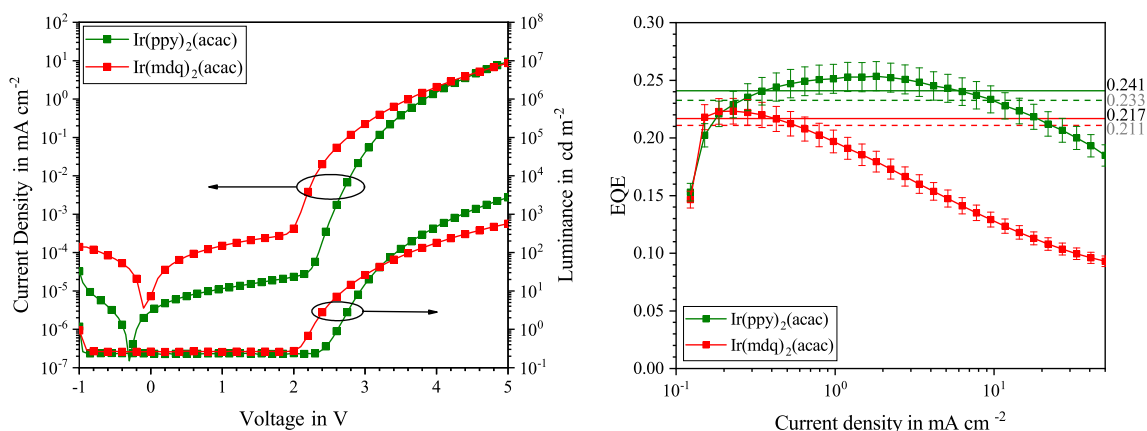 Ir(ppy)2(acac)
Ir(mdq)2(acac)
Current Density in mA cm-2
10^2
10^1
10^0
10^-1
10^-2
10^-3
10^-4
10^-5
10^-6
10^-7
-1 0 1 2 3 4 5
Voltage in V
10^8
10^7
10^6
10^5
10^4
10^3
10^2
10^1
10^0
10^-1
Luminance in cd m-2
EQE
0.30
0.25
0.20
0.15
0.10
0.05
0.00
0.241
0.233
0.217
0.211
Ir(ppy)2(acac)
Ir(mdq)2(acac)
10^-1 10^0 10^1
Current density in mA cm-2